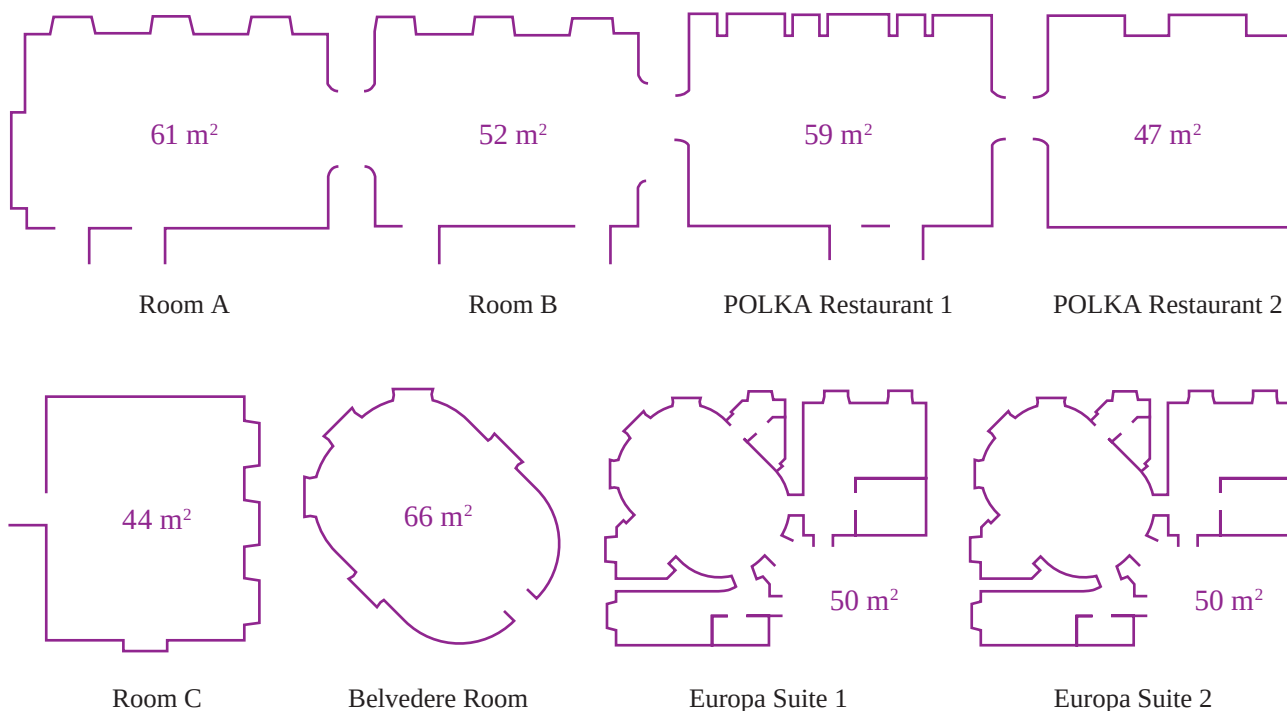 61 m²
52 m²
59 m²
47 m²
Room A
Room B
POLKA Restaurant 1
POLKA Restaurant 2
44 m²
66 m²
50 m²
50 m²
Room C
Belvedere Room
Europa Suite 1
Europa Suite 2